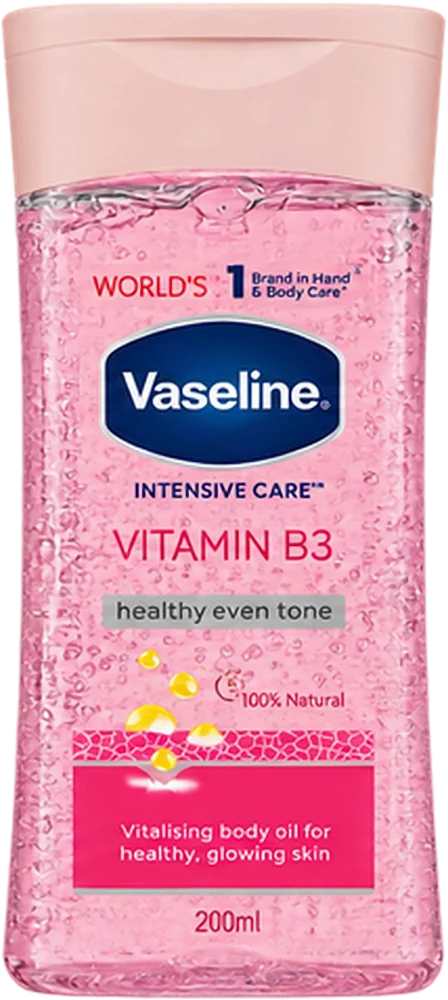 WORLD'S 1 Brand in Hand
& Body Care*
Vaseline®
INTENSIVE CARE™
VITAMIN B3
healthy even tone
100% Natural
Vitalising body oil for
healthy, glowing skin
200ml